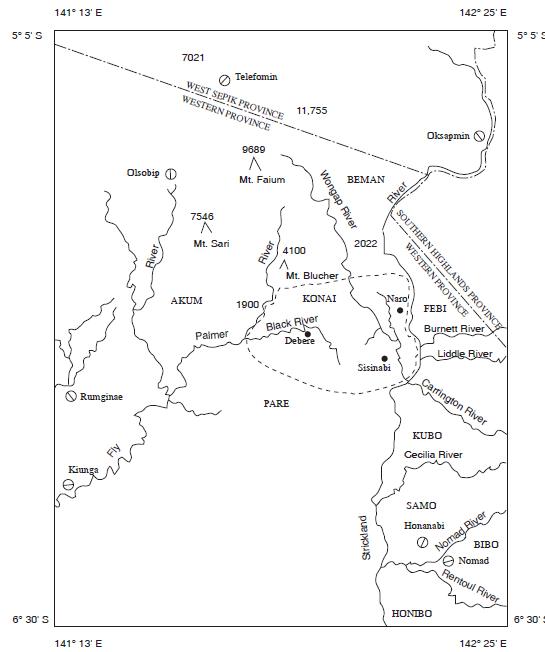 141° 13' E
142° 25' E
5° 5' S
5° 5' S
7021
Telefomin
WEST SEPIK PROVINCE
WESTERN PROVINCE
11,755
Oksapmin
9689
Mt. Faium
Olsobip
Wongap River
BEMAN
River
7546
Mt. Sari
SOUTHERN HIGHLANDS PROVINCE
WESTERN PROVINCE
River
River
4100
Mt. Blucher
2022
AKUM
1900
KONAI
Naro
FEBI
Burnett River
Palmer
Black River
Debere
Liddle River
Sisinabi
Rumginae
PARE
Carrington River
KUBO
Fly
Cecilia River
Kiunga
SAMO
Strickland
Honanabi
Nomad River
BIBO
Nomad
Rentoul River
HONIBO
6° 30' S
6° 30' S
141° 13' E
142° 25' E